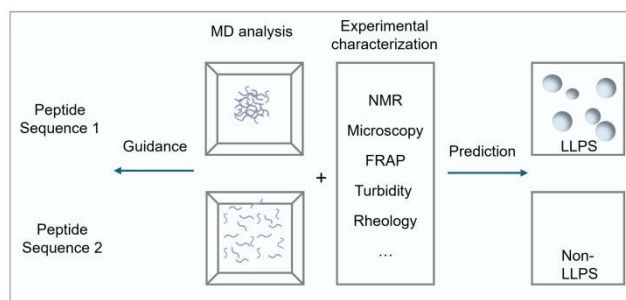 MD analysis
Experimental
characterization
Peptide
Sequence 1
Guidance
Peptide
Sequence 2
+
NMR
Microscopy
FRAP
Turbidity
Rheology
...
Prediction
LLPS
Non-
LLPS